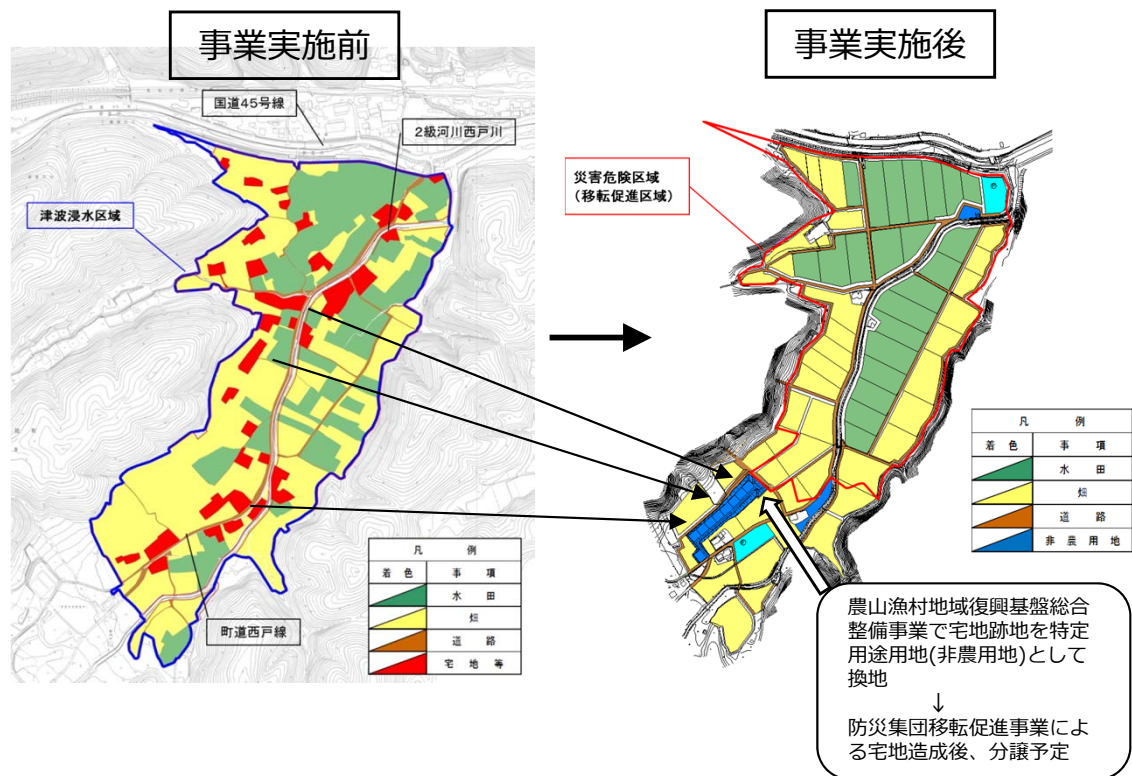 事業実施前
事業実施後
国道45号線
2級河川西戸川
津波浸水区域
町道西戸線
凡 例
着 色 事 項
水 田
畑
道 路
宅 地 等
災害危険区域
(移転促進区域)
凡 例
着 色 事 項
水 田
畑
道 路
非 農 用 地
農山漁村地域復興基盤総合
整備事業で宅地跡地を特定
用途用地(非農用地)として
換地
↓
防災集団移転促進事業によ
る宅地造成後、分譲予定